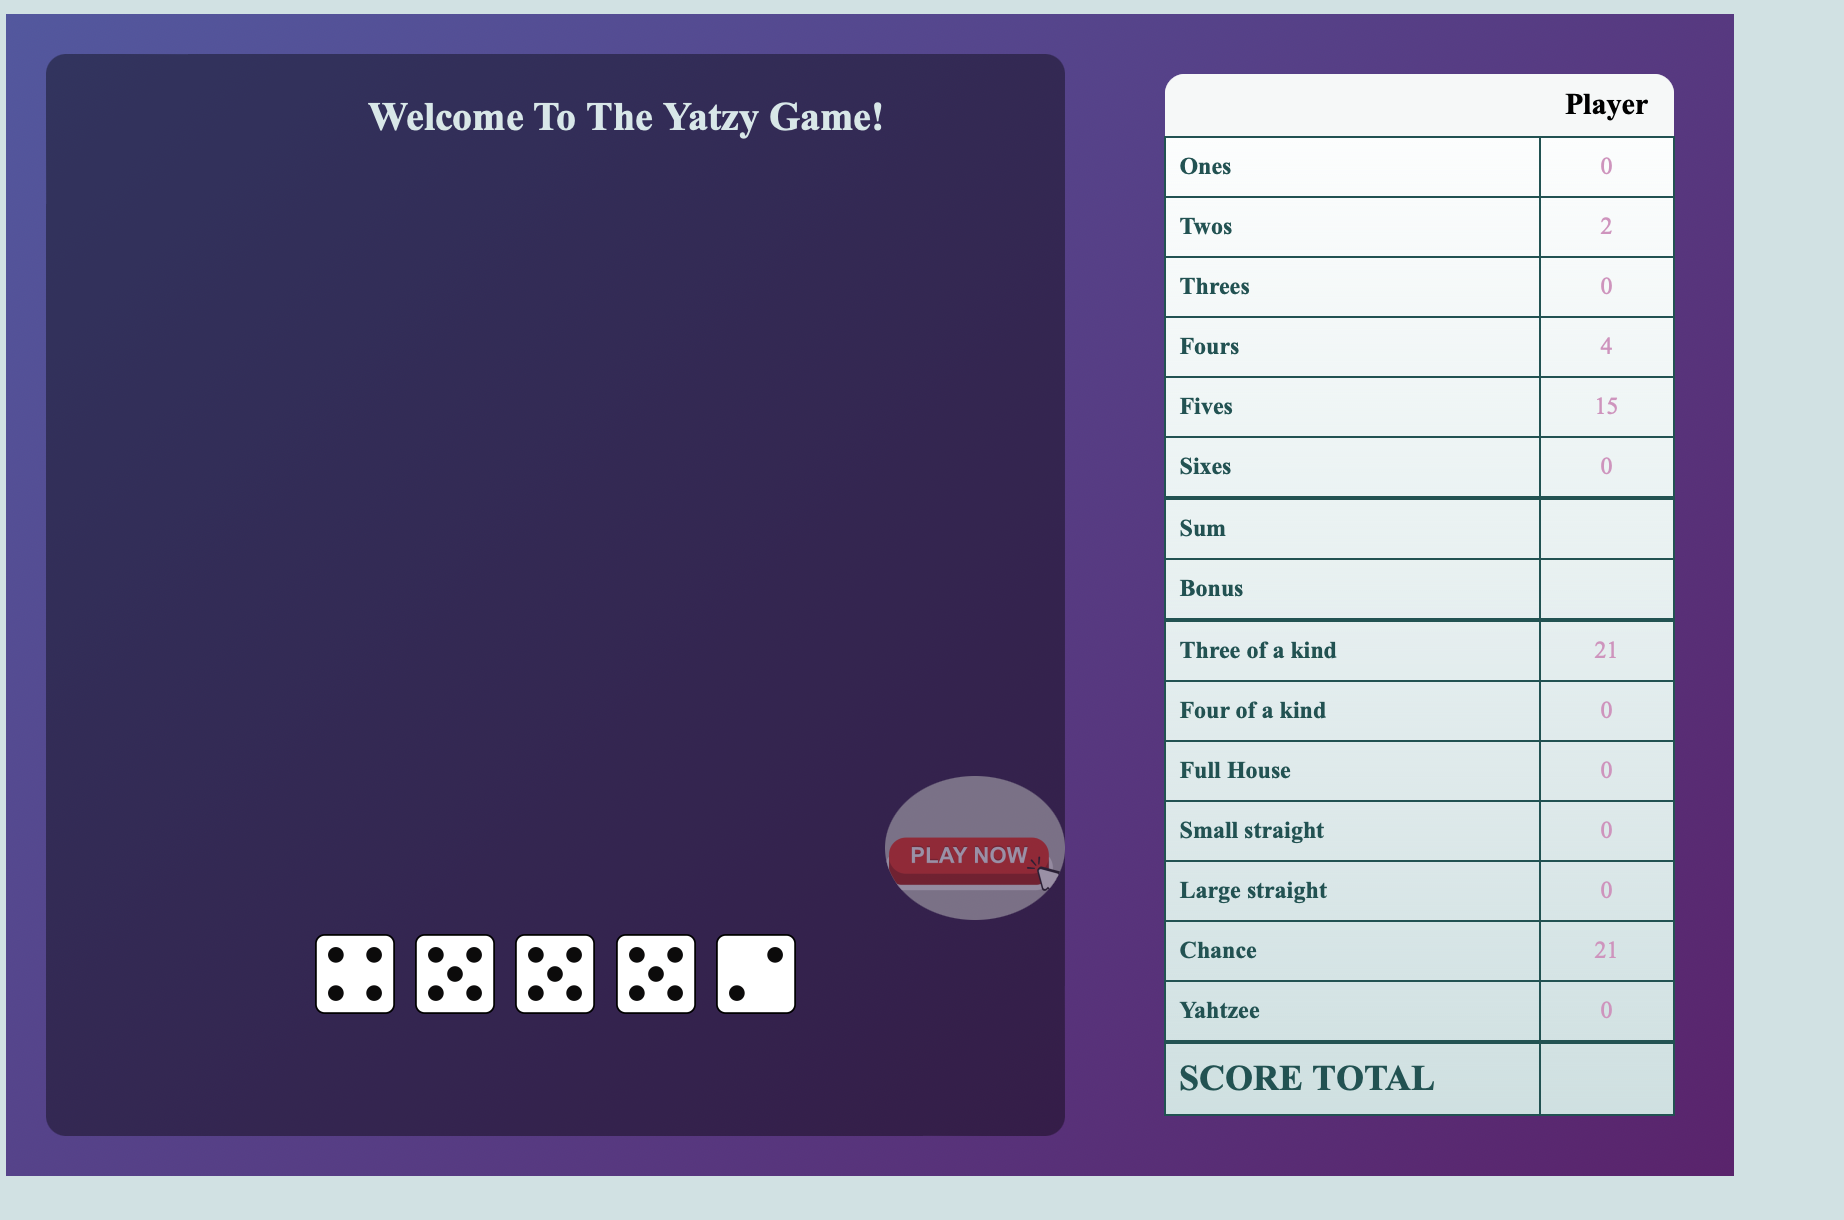 Welcome To The Yatzy Game!
PLAY NOW
Player
Ones 0
Twos 2
Threes 0
Fours 4
Fives 15
Sixes 0
Sum
Bonus
Three of a kind 21
Four of a kind 0
Full House 0
Small straight 0
Large straight 0
Chance 21
Yahtzee 0
SCORE TOTAL